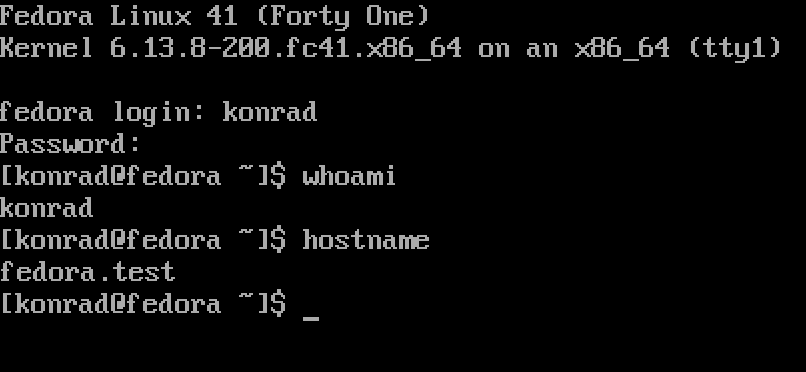 Fedora Linux 41 (Forty One)
Kernel 6.13.8-200.fc41.x86_64 on an x86_64 (tty1)
fedora login: konrad
Password:
[konrad@fedora ~]$ whoami
konrad
[konrad@fedora ~]$ hostname
fedora.test
[konrad@fedora ~]$ _